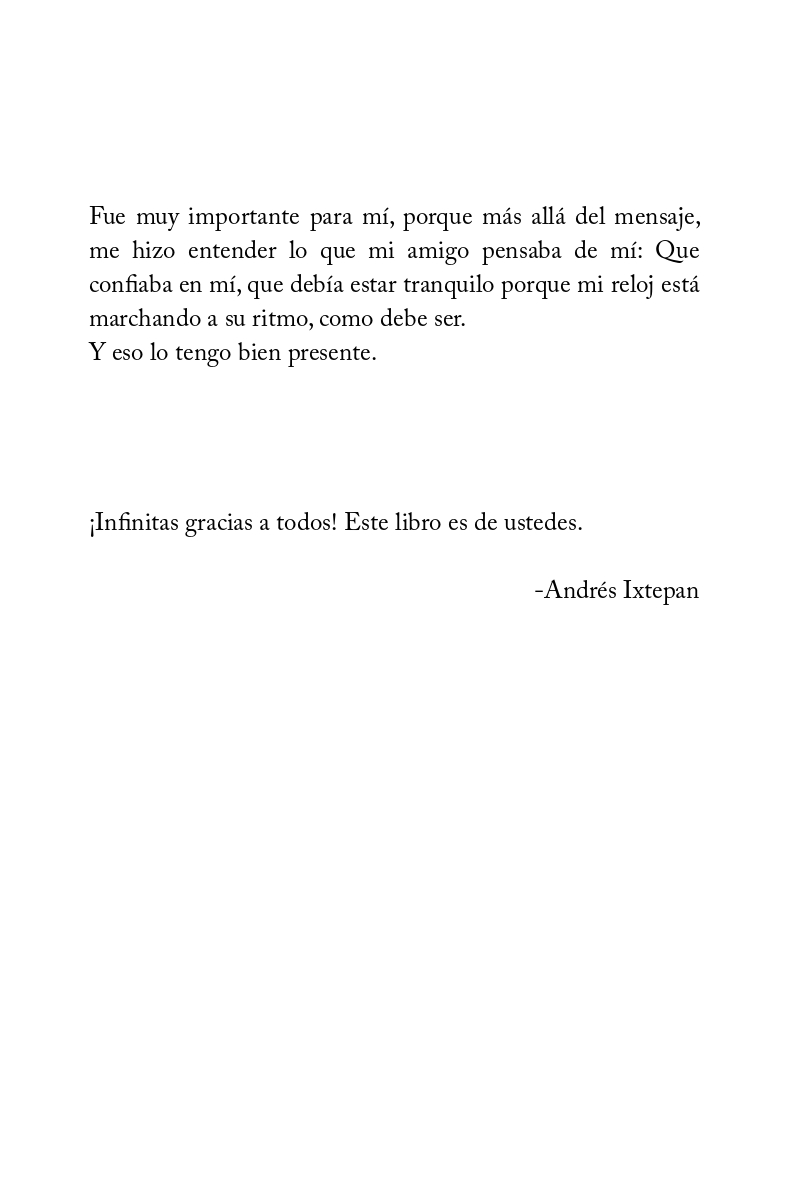 Fue muy importante para mí, porque más allá del mensaje,
me hizo entender lo que mi amigo pensaba de mí: Que
confiaba en mí, que debía estar tranquilo porque mi reloj está
marchando a su ritmo, como debe ser.
Y eso lo tengo bien presente.
¡Infinitas gracias a todos! Este libro es de ustedes.
-Andrés Ixtepan